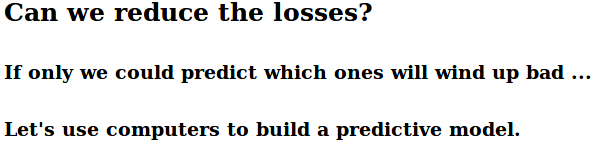 Can we reduce the losses?
If only we could predict which ones will wind up bad ...
Let's use computers to build a predictive model.